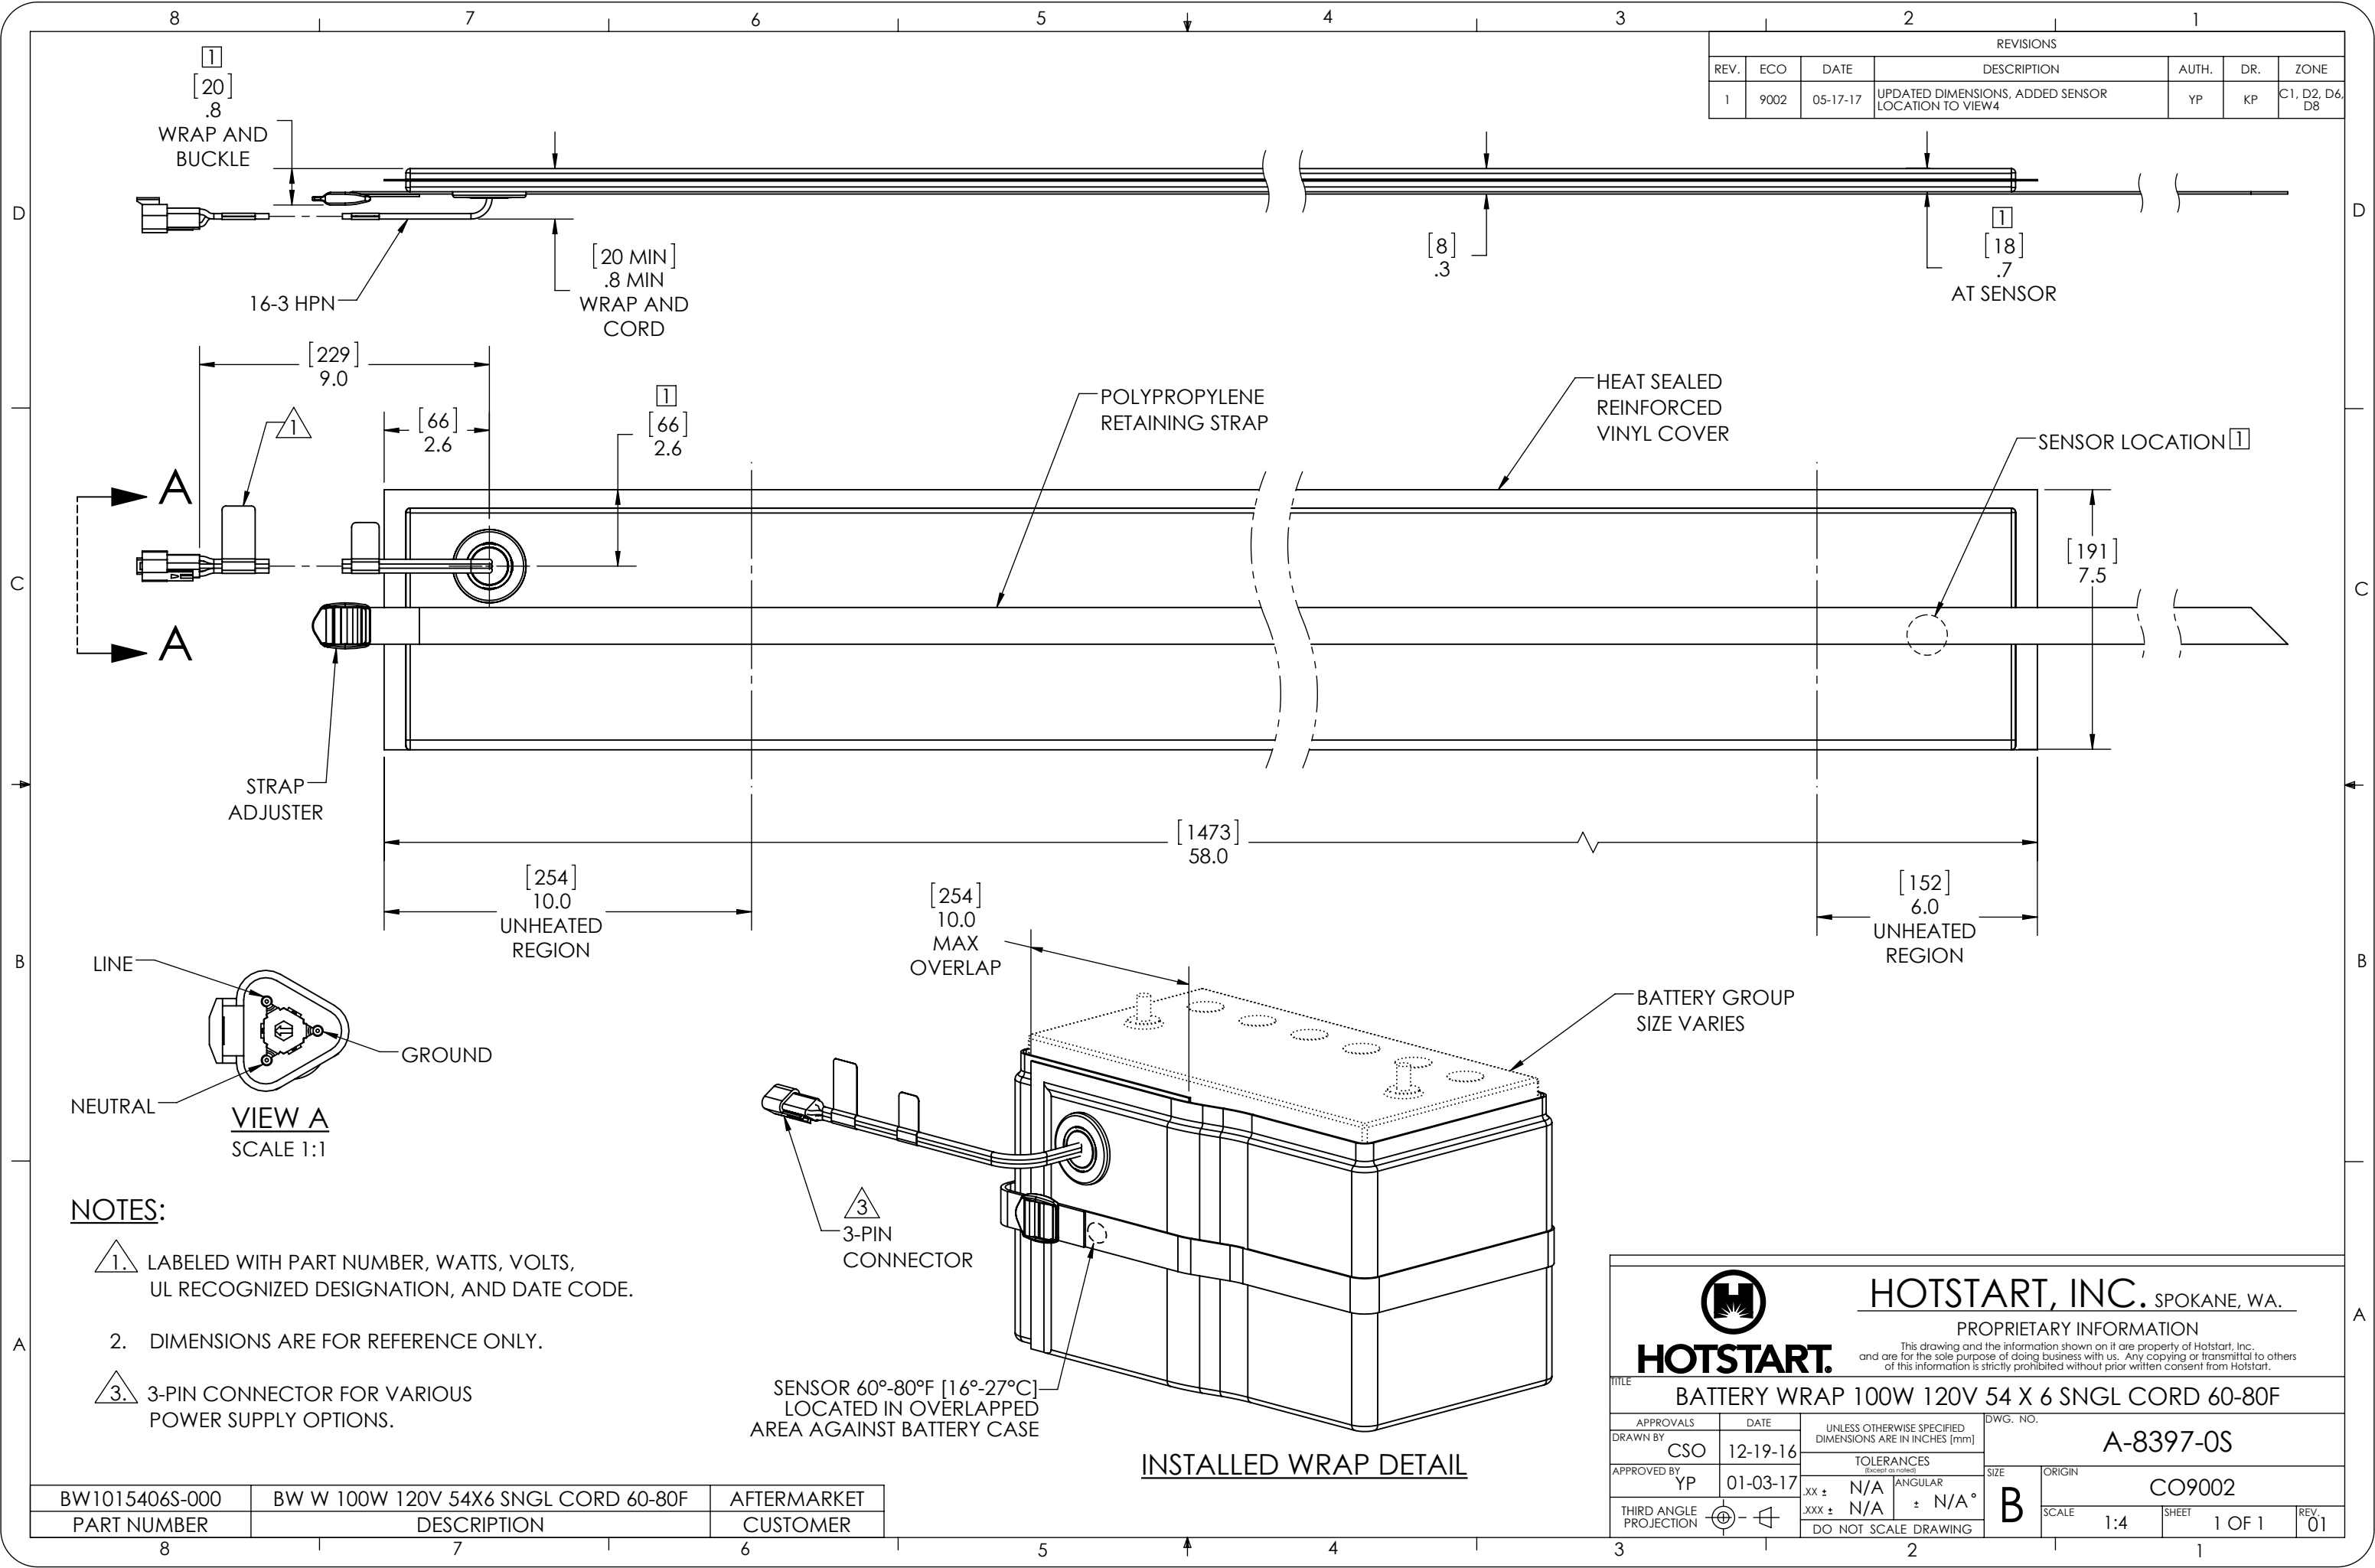 8 7 6 5 4 3 2 1
REVISIONS
REV. ECO DATE DESCRIPTION AUTH. DR. ZONE
1 9002 05-17-17 UPDATED DIMENSIONS, ADDED SENSOR LOCATION TO VIEW4 YP KP C1, D2, D6, D8
1
[20]
.8
WRAP AND
BUCKLE
D
D
16-3 HPN
[20 MIN]
.8 MIN
WRAP AND
CORD
[8]
.3
1
[18]
.7
AT SENSOR
[229]
9.0
[66]
2.6
1
[66]
2.6
1
POLYPROPYLENE
RETAINING STRAP
HEAT SEALED
REINFORCED
VINYL COVER
SENSOR LOCATION 1
A
A
[191]
7.5
C
C
STRAP
ADJUSTER
[1473]
58.0
[254]
10.0
UNHEATED
REGION
[152]
6.0
UNHEATED
REGION
[254]
10.0
MAX
OVERLAP
B
B
LINE
GROUND
NEUTRAL
VIEW A
SCALE 1:1
BATTERY GROUP
SIZE VARIES
3
3-PIN
CONNECTOR
SENSOR 60°-80°F [16°-27°C]
LOCATED IN OVERLAPPED
AREA AGAINST BATTERY CASE
INSTALLED WRAP DETAIL
NOTES:
1. LABELED WITH PART NUMBER, WATTS, VOLTS,
UL RECOGNIZED DESIGNATION, AND DATE CODE.
2. DIMENSIONS ARE FOR REFERENCE ONLY.
3. 3-PIN CONNECTOR FOR VARIOUS
POWER SUPPLY OPTIONS.
A
A
BW1015406S-000 BW W 100W 120V 54X6 SNGL CORD 60-80F AFTERMARKET
PART NUMBER DESCRIPTION CUSTOMER
HOTSTART.
HOTSTART, INC. SPOKANE, WA.
PROPRIETARY INFORMATION
This drawing and the information shown on it are property of Hotstart, Inc.
and are for the sole purpose of doing business with us. Any copying or transmittal to others
of this information is strictly prohibited without prior written consent from Hotstart.
TITLE
BATTERY WRAP 100W 120V 54 X 6 SNGL CORD 60-80F
APPROVALS DATE
DRAWN BY CSO 12-19-16
APPROVED BY YP 01-03-17
THIRD ANGLE
PROJECTION
UNLESS OTHERWISE SPECIFIED
DIMENSIONS ARE IN INCHES [mm]
TOLERANCES
(Except as noted)
.XX ± N/A
.XXX ± N/A
ANGULAR
± N/A°
DO NOT SCALE DRAWING
DWG. NO.
A-8397-0S
SIZE
B
ORIGIN
CO9002
SCALE 1:4
SHEET 1 OF 1
REV. 01
8 7 6 5 4 3 2 1